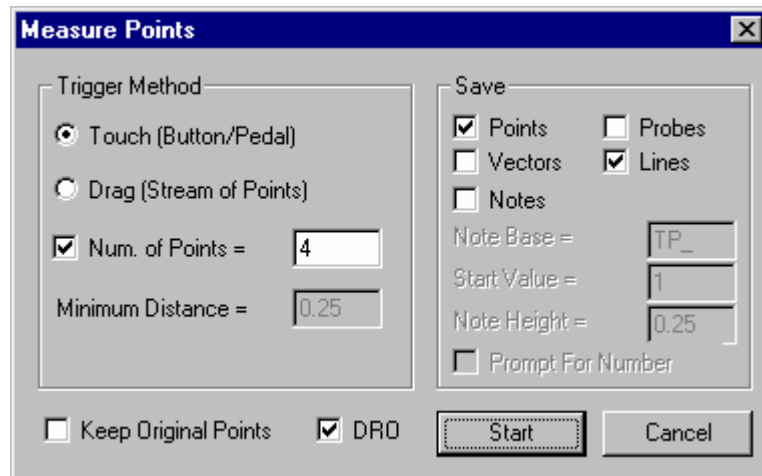 Measure Points
Trigger Method
Touch (Button/Pedal)
Drag (Stream of Points)
Num. of Points = 4
Minimum Distance = 0.25
Save
Points Probes
Vectors Lines
Notes
Note Base = TP_
Start Value = 1
Note Height = 0.25
Prompt For Number
Keep Original Points DRO Start Cancel